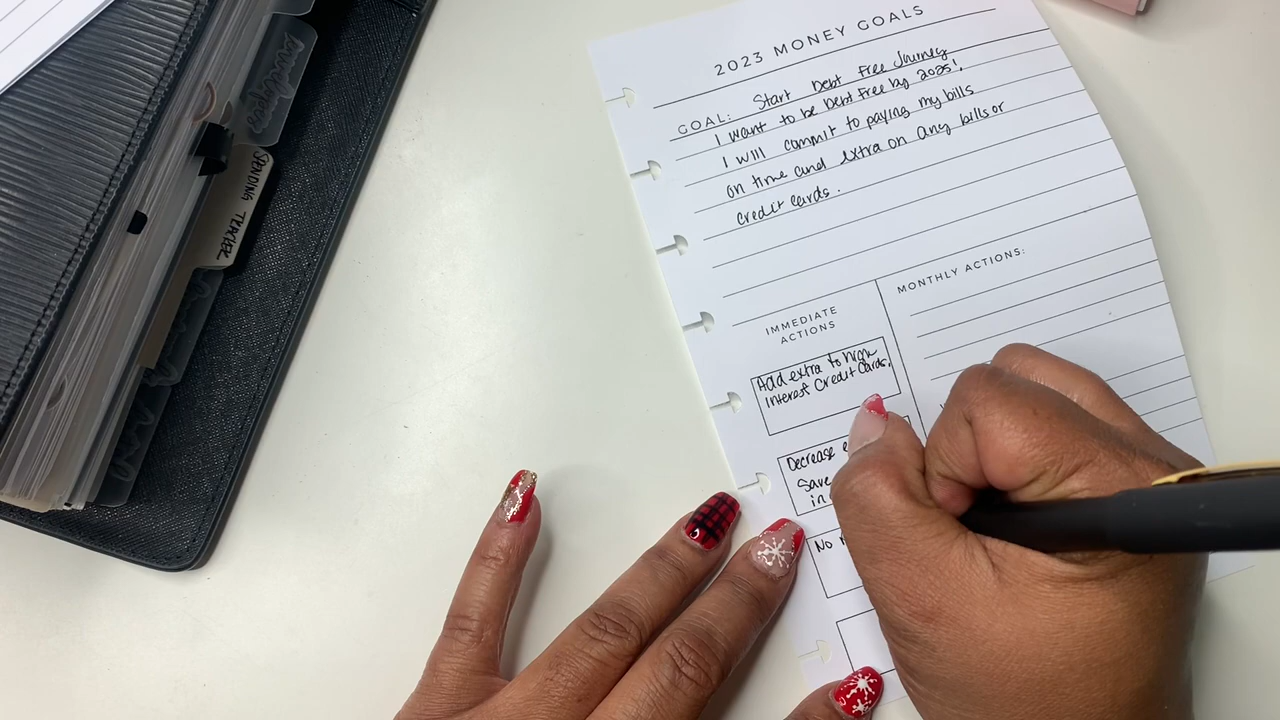 2023 MONEY GOALS
GOAL: Start Debt Free Journey
I want to be Debt Free by 2025!
I will commit to paying my bills
on time and extra on any bills or
credit cards.
IMMEDIATE
ACTIONS
Add extra to high
interest Credit Cards.
Decrease
Save
in
No
MONTHLY ACTIONS:
envelopes
SPENDING TRACKER